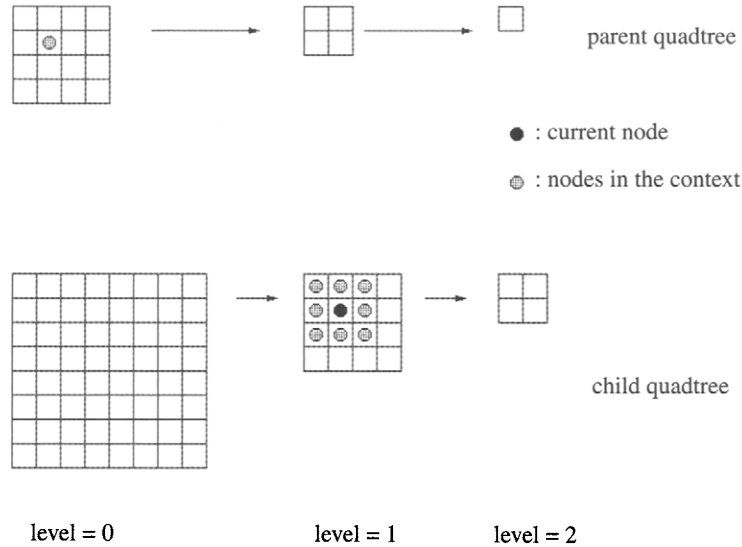 parent quadtree
: current node
: nodes in the context
child quadtree
level = 0
level = 1
level = 2